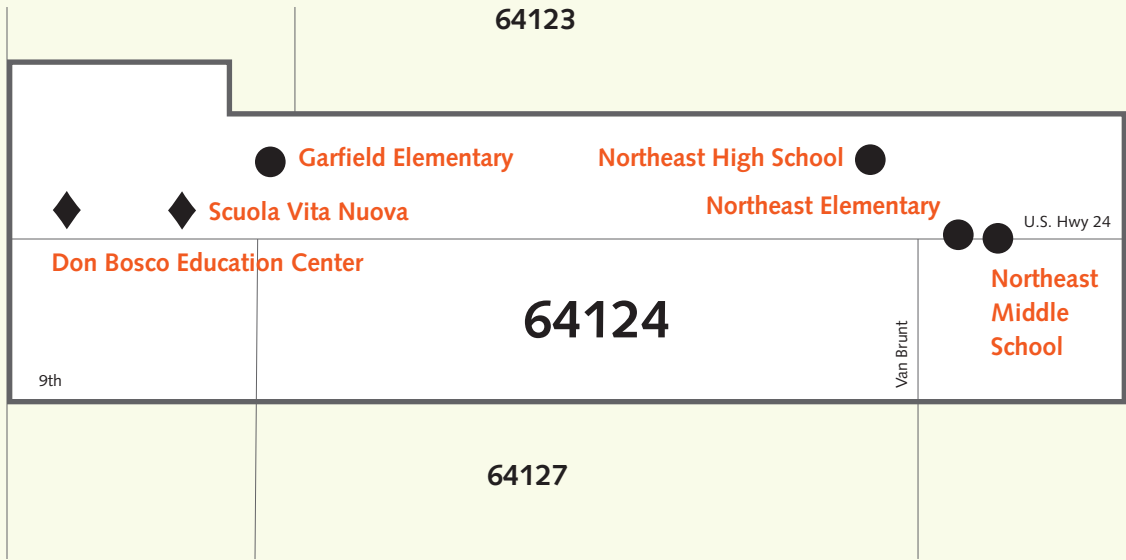 64123
Garfield Elementary
Northeast High School
Scuola Vita Nuova
Northeast Elementary
U.S. Hwy 24
Don Bosco Education Center
Northeast
Middle
School
64124
Van Brunt
9th
64127